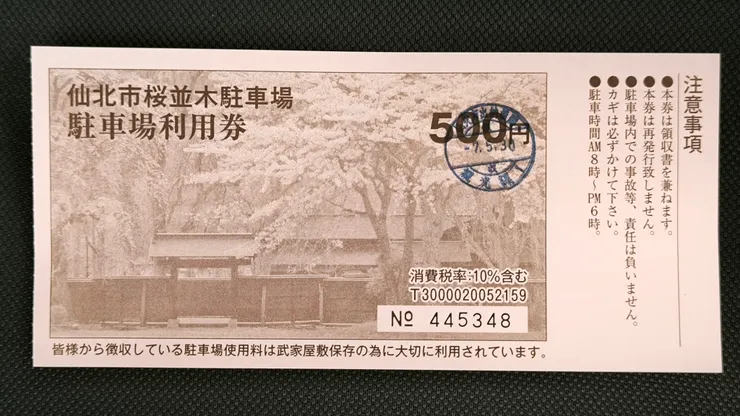 仙北市桜並木駐車場
駐車場利用券
500円
-7.5.30
消費税率:10%含む
T3000020052159
№ 445348
皆様から徴収している駐車場使用料は武家屋敷保存の為に大切に利用されています。
注意事項
●本券は領収書を兼ねます。
●本券は再発行致しません。
●駐車場内での事故等、責任は負いません。
●カギは必ずかけて下さい。
●駐車時間AM8時～PM6時。